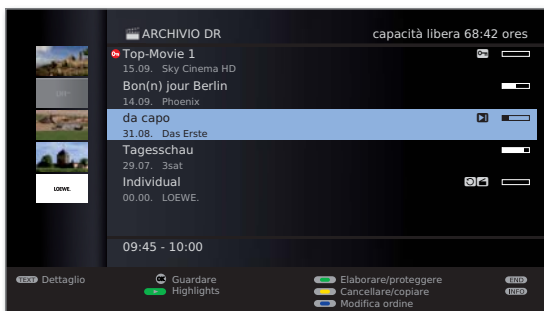 ARCHIVIO DR capacità libera 68:42 ores
Top-Movie 1
15.09. Sky Cinema HD
Bon(n) jour Berlin
14.09. Phoenix
da capo
31.08. Das Erste
Tagesschau
29.07. 3sat
Individual
00.00. LOEWE.
LOEWE.
09:45 - 10:00
TEXT Dettaglio OK Guardare Elaborare/proteggere END
Highlights Cancellare/copiare INFO
Modifica ordine